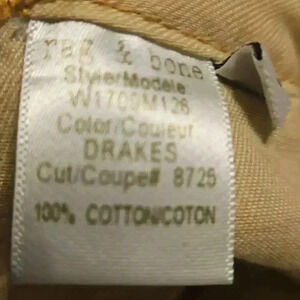 rag & bone
Style/Modele
W1709M126
Color/Couleur
DRAKES
Cut/Coupe# 8725
100% COTTON/COTON